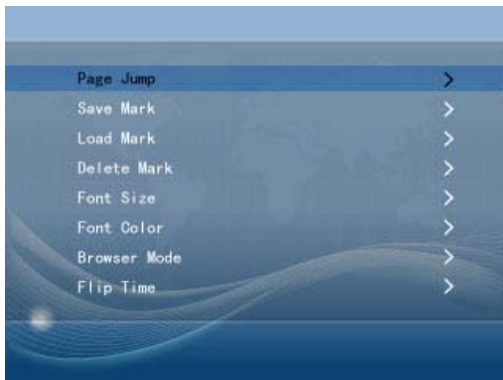 Page Jump
Save Mark
Load Mark
Delete Mark
Font Size
Font Color
Browser Mode
Flip Time